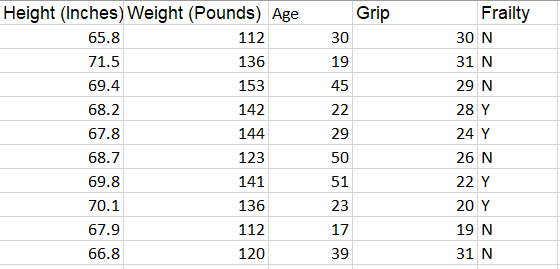 Height (Inches) Weight (Pounds) Age Grip Frailty
65.8 112 30 30 N
71.5 136 19 31 N
69.4 153 45 29 N
68.2 142 22 28 Y
67.8 144 29 24 Y
68.7 123 50 26 N
69.8 141 51 22 Y
70.1 136 23 20 Y
67.9 112 17 19 N
66.8 120 39 31 N